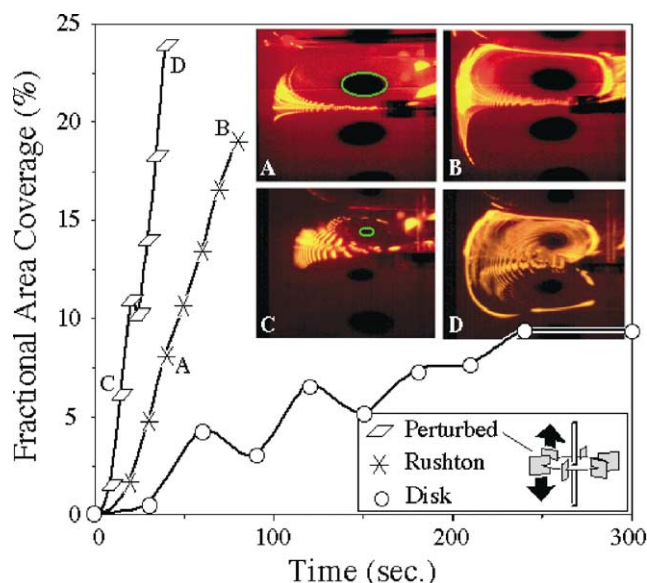 25
20
15
10
5
0
Fractional Area Coverage (%)
D
B
C
A
A
B
C
D
Perturbed
Rushton
Disk
0
100
200
300
Time (sec.)